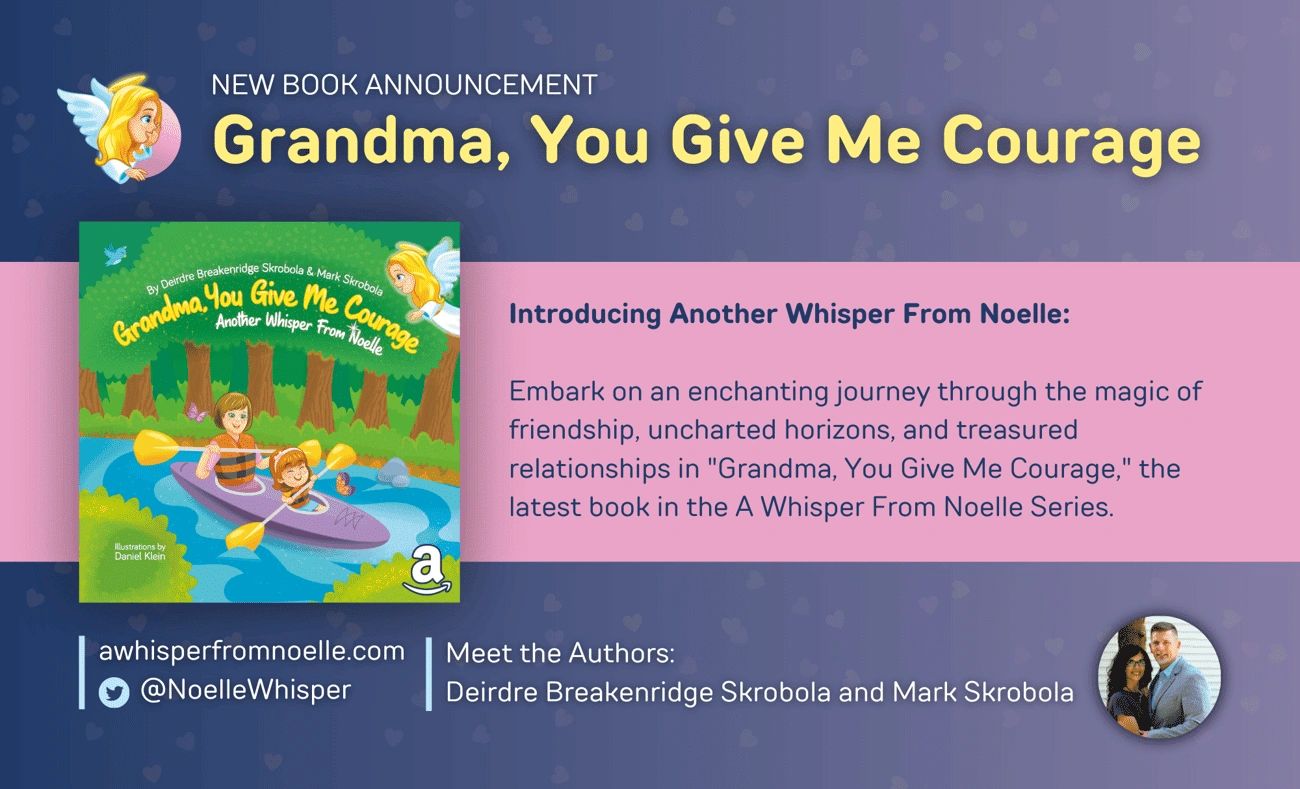 NEW BOOK ANNOUNCEMENT
Grandma, You Give Me Courage
By Deirdre Breakenridge Skrobola & Mark Skrobola
Grandma, You Give Me Courage
Another Whisper From Noelle
Illustrations by
Daniel Klein
a
Introducing Another Whisper From Noelle:
Embark on an enchanting journey through the magic of
friendship, uncharted horizons, and treasured
relationships in "Grandma, You Give Me Courage," the
latest book in the A Whisper From Noelle Series.
awhisperfromnoelle.com
@NoelleWhisper
Meet the Authors:
Deirdre Breakenridge Skrobola and Mark Skrobola